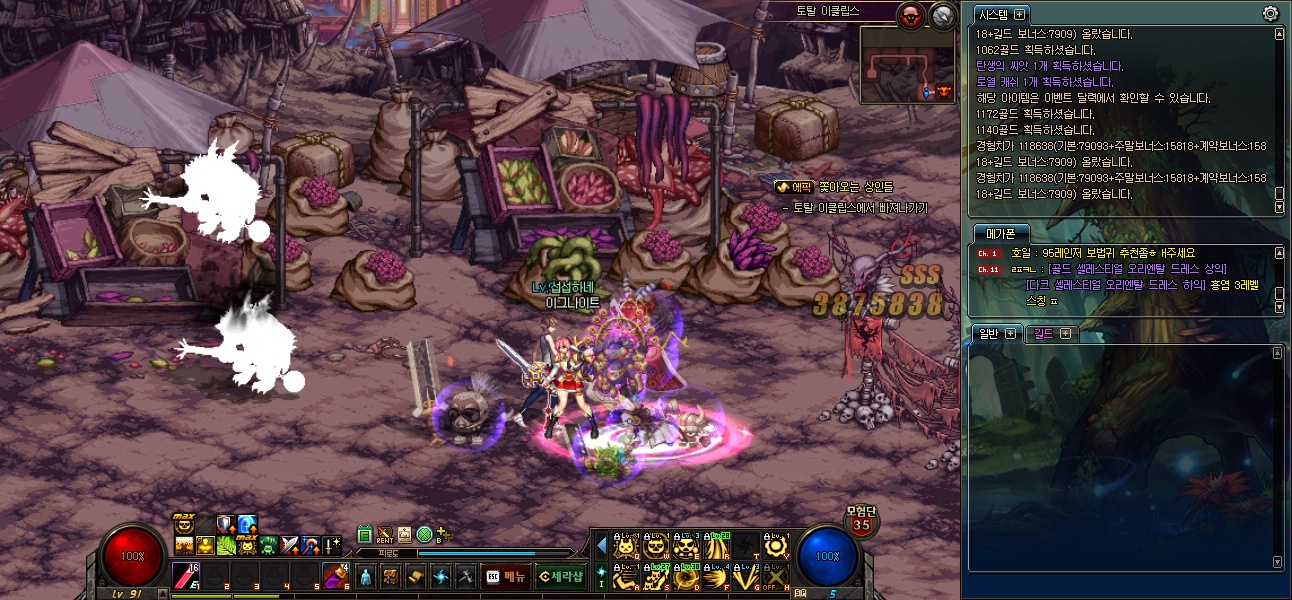 토탈 이클립스
에픽 쫓아오는 상인들
- 토탈 이클립스에서 빠져나가기
SSS
3875838
Lv.섭섭하네
이그나이트
모험단
35
100%
Lv. 91
피로도
RENT
ESC 메뉴
세라샵
100%
시스템
18+길드 보너스:7909) 올랐습니다.
1062골드 획득하셨습니다.
탄생의 씨앗 1개 획득하셨습니다.
로열 캐쉬 1개 획득하셨습니다.
해당 아이템은 이벤트 달력에서 확인할 수 있습니다.
1172골드 획득하셨습니다.
1140골드 획득하셨습니다.
경험치가 118638(기본:79093+주말보너스:15818+계약보너스:158
18+길드 보너스:7909) 올랐습니다.
경험치가 118638(기본:79093+주말보너스:15818+계약보너스:158
18+길드 보너스:7909) 올랐습니다.
메가폰
Ch. 1 호일 : 95레인저 보법귀 추천좀ㅎ ㅐ주세요
Ch. 11 [골드 셀레스티얼 오리엔탈 드레스 상의]
[다크 셀레스티얼 오리엔탈 드레스 하의] 홍염 3레벨
스칭 ㅍ
일반
길드